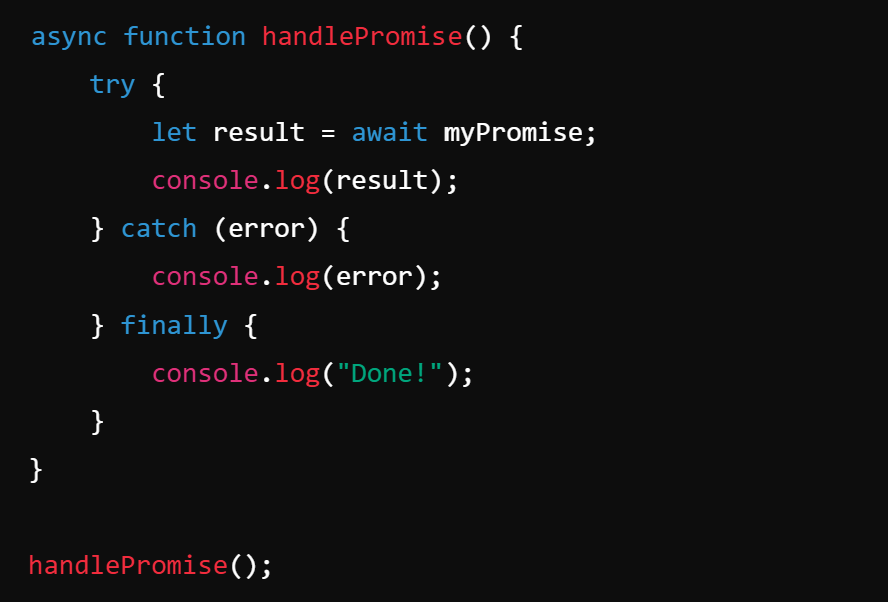 async function handlePromise() {
    try {
        let result = await myPromise;
        console.log(result);
    } catch (error) {
        console.log(error);
    } finally {
        console.log("Done!");
    }
}

handlePromise();